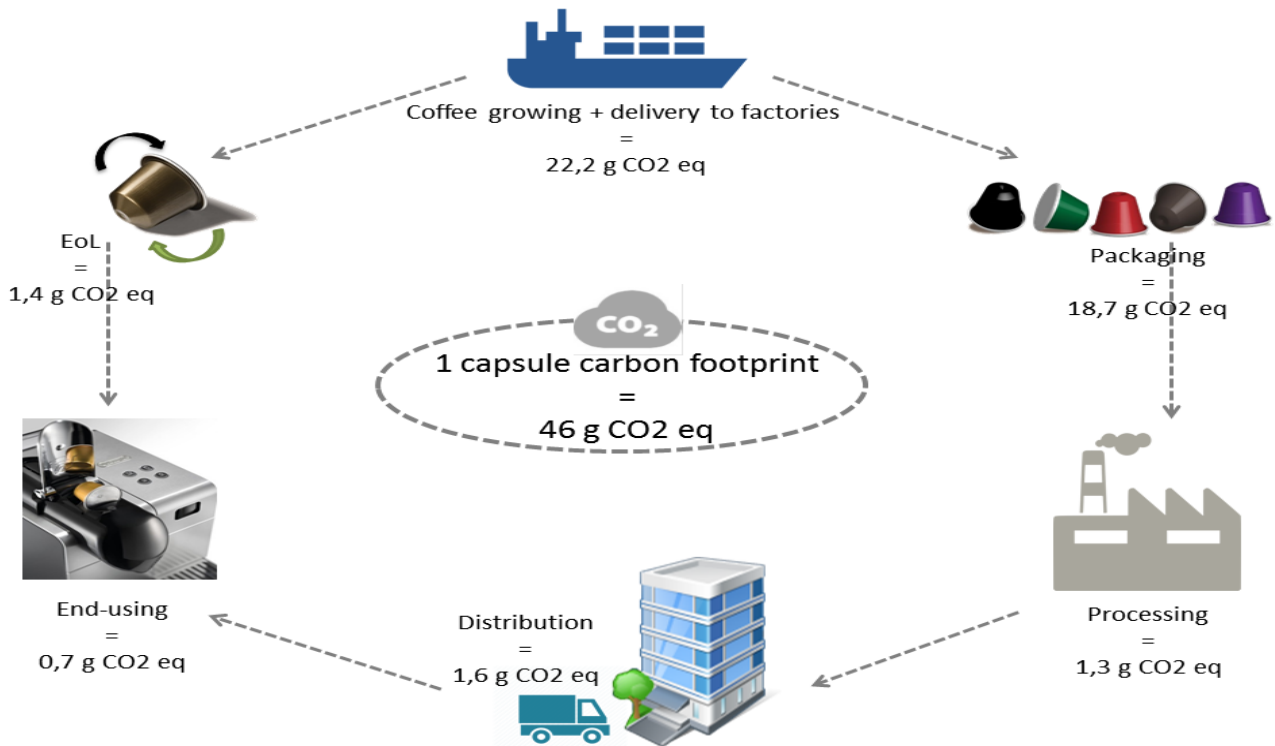 Coffee growing + delivery to factories
=
22,2 g CO2 eq
EoL
=
1,4 g CO2 eq
Packaging
=
18,7 g CO2 eq
CO2
1 capsule carbon footprint
=
46 g CO2 eq
End-using
=
0,7 g CO2 eq
Distribution
=
1,6 g CO2 eq
Processing
=
1,3 g CO2 eq